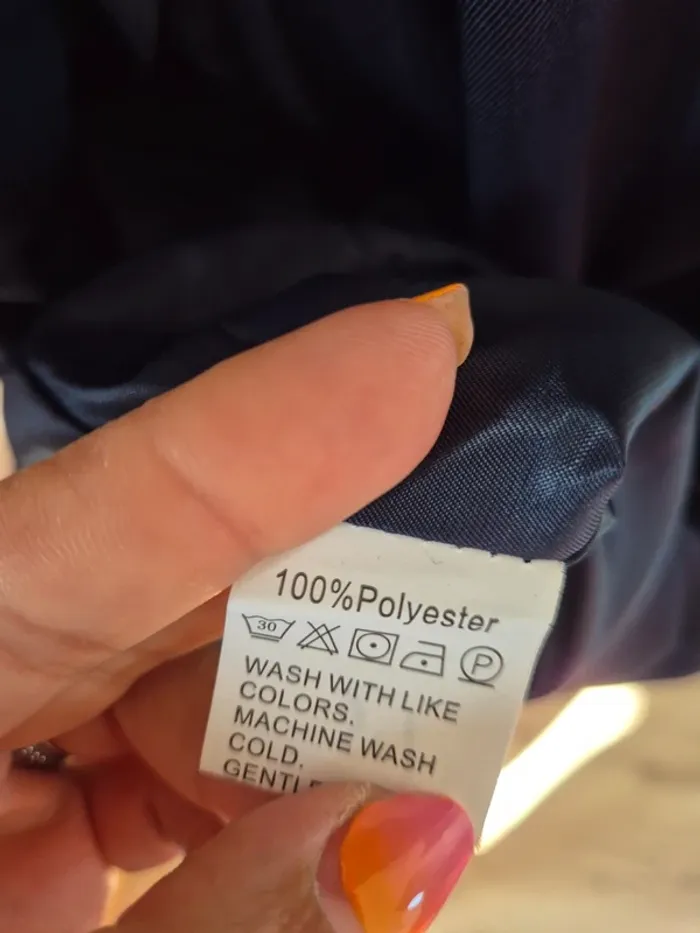 100%Polyester
30 P
WASH WITH LIKE
COLORS.
MACHINE WASH
COLD.